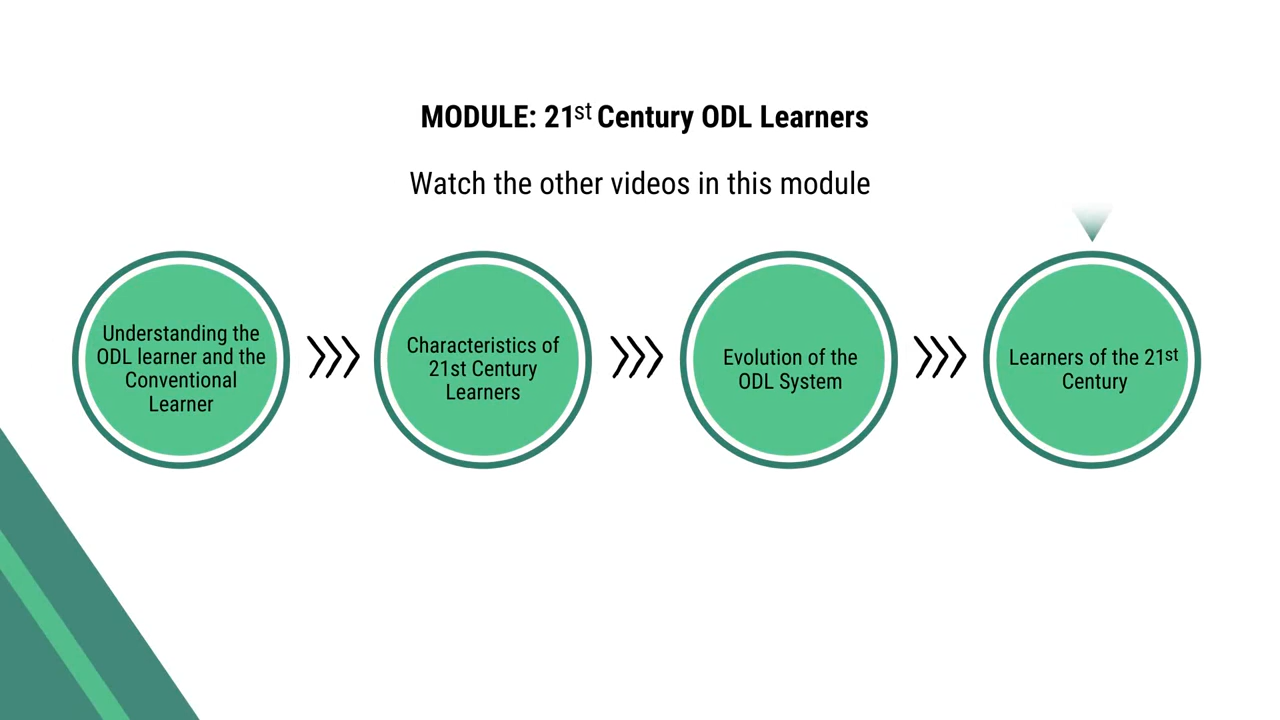 MODULE: 21st Century ODL Learners
Watch the other videos in this module
Understanding the
ODL learner and the
Conventional
Learner
Characteristics of
21st Century
Learners
Evolution of the
ODL System
Learners of the 21st
Century